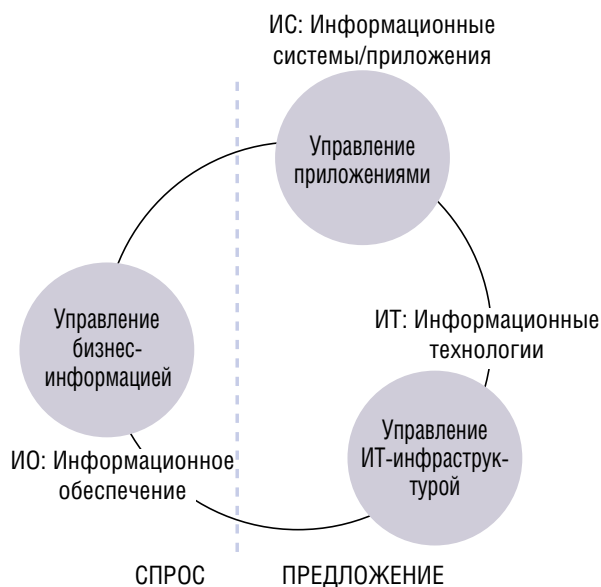 ИС: Информационные
системы/приложения
Управление
приложениями
Управление
бизнес-
информацией
ИТ: Информационные
технологии
Управление
ИТ-инфраструк-
турой
ИО: Информационное
обеспечение
СПРОС
ПРЕДЛОЖЕНИЕ